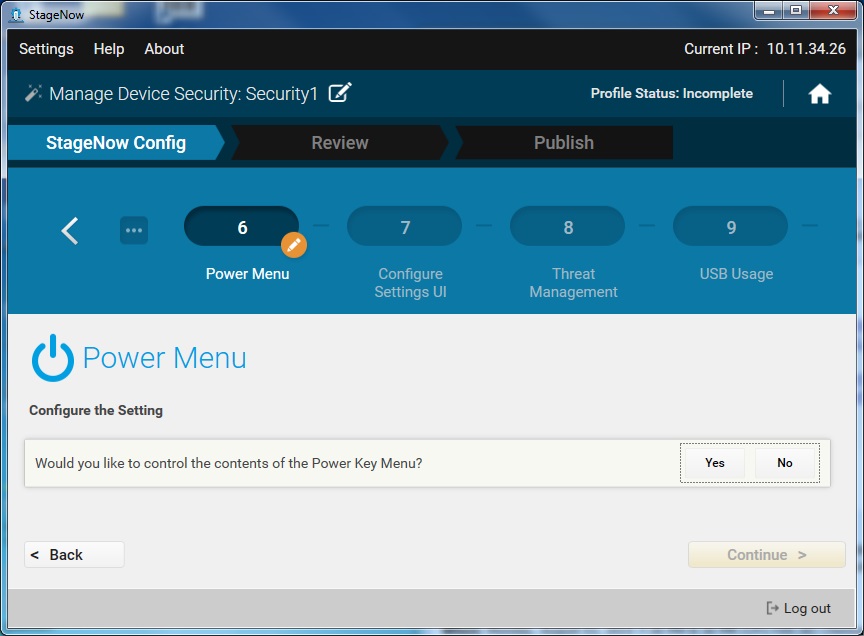 StageNow
Settings Help About Current IP : 10.11.34.26
Manage Device Security: Security1 Profile Status: Incomplete
StageNow Config Review Publish
6 7 8 9
Power Menu Configure Settings UI Threat Management USB Usage
Power Menu
Configure the Setting
Would you like to control the contents of the Power Key Menu? Yes No
< Back Continue >
Log out